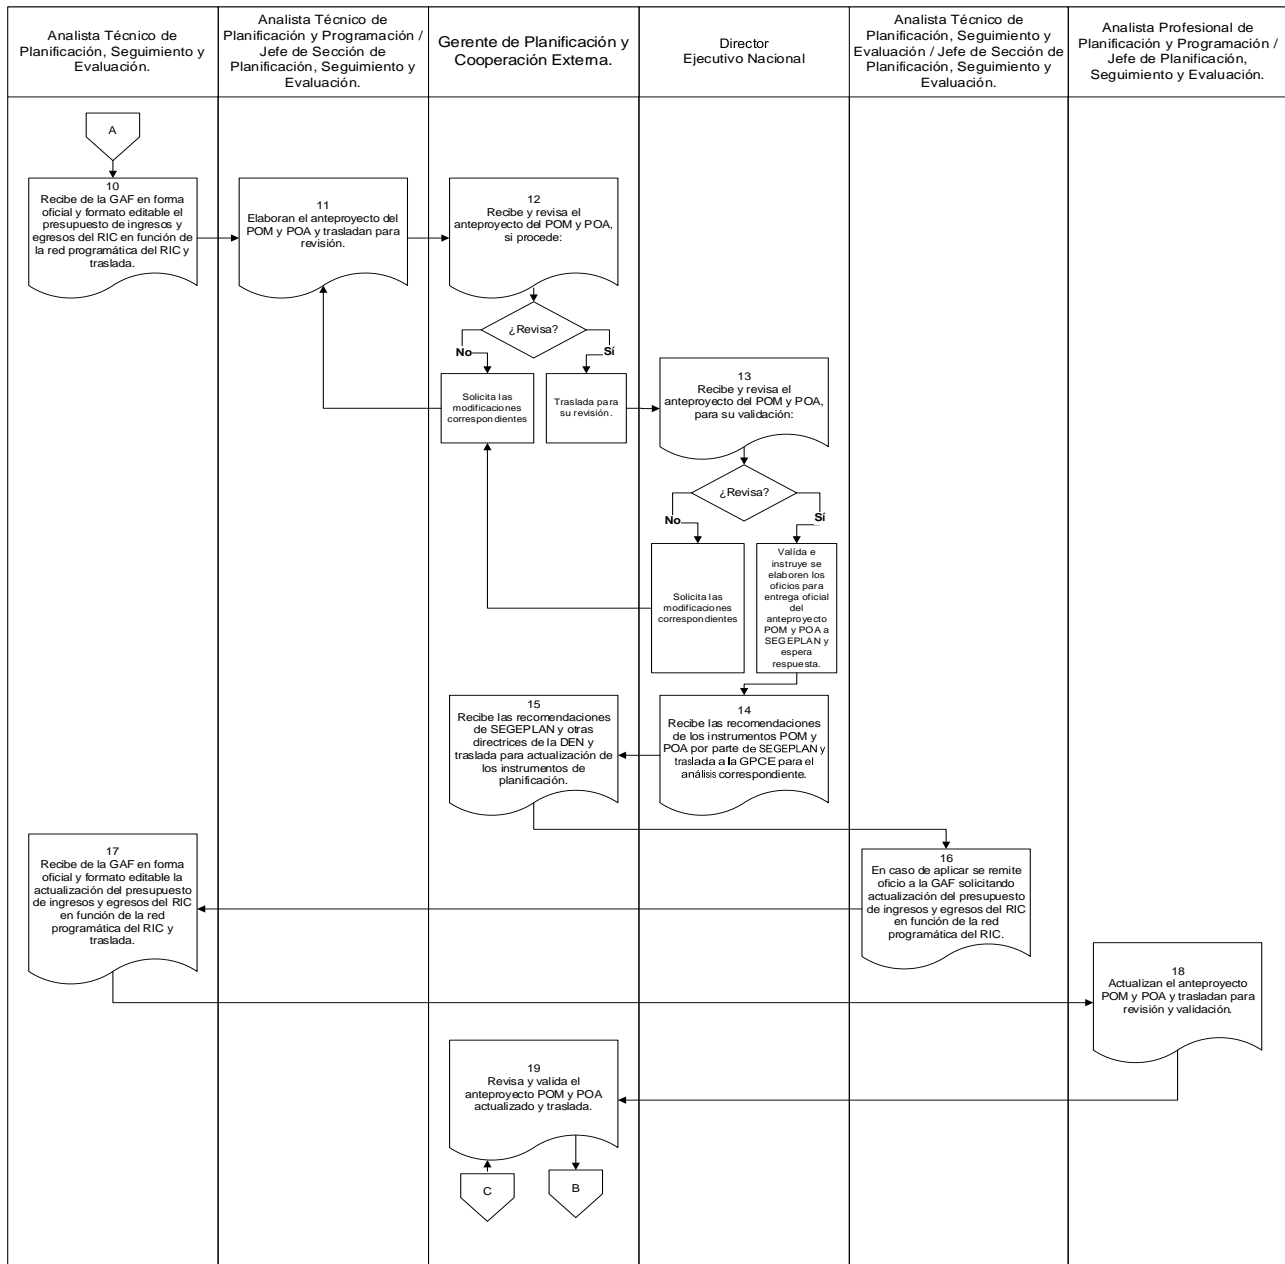 Analista Técnico de
Planificación, Seguimiento y
Evaluación.
Analista Técnico de
Planificación y Programación /
Jefe de Sección de
Planificación, Seguimiento y
Evaluación.
Gerente de Planificación y
Cooperación Externa.
Director
Ejecutivo Nacional
Analista Técnico de
Planificación, Seguimiento y
Evaluación / Jefe de Sección de
Planificación, Seguimiento y
Evaluación.
Analista Profesional de
Planificación y Programación /
Jefe de Planificación,
Seguimiento y Evaluación.
A
10
Recibe de la GAF en forma
oficial y formato editable el
presupuesto de ingresos y
egresos del RIC en función de
la red programática del RIC y
traslada.
11
Elaboran el anteproyecto del
POM y POA y trasladan para
revisión.
12
Recibe y revisa el
anteproyecto del POM y POA,
si procede:
¿Revisa?
No
Sí
Solicita las
modificaciones
correspondientes
Traslada para
su revisión.
13
Recibe y revisa el
anteproyecto del POM y POA,
para su validación:
¿Revisa?
No
Sí
Solicita las
modificaciones
correspondientes
Valida e
instruye se
elaboren los
oficios para
entrega oficial
del
anteproyecto
POM y POA a
SEGEPLAN y
espera
respuesta.
14
Recibe las recomendaciones
de los instrumentos POM y
POA por parte de SEGEPLAN y
traslada a la GPCE para el
análisis correspondiente.
15
Recibe las recomendaciones
de SEGEPLAN y otras
directrices de la DEN y
traslada para actualización de
los instrumentos de
planificación.
16
En caso de aplicar se remite
oficio a la GAF solicitando
actualización del presupuesto
de ingresos y egresos del RIC
en función de la red
programática del RIC.
17
Recibe de la GAF en forma
oficial y formato editable la
actualización del presupuesto
de ingresos y egresos del RIC
en función de la red
programática del RIC y
traslada.
18
Actualizan el anteproyecto
POM y POA y trasladan para
revisión y validación.
19
Revisa y valida el
anteproyecto POM y POA
actualizado y traslada.
C
B